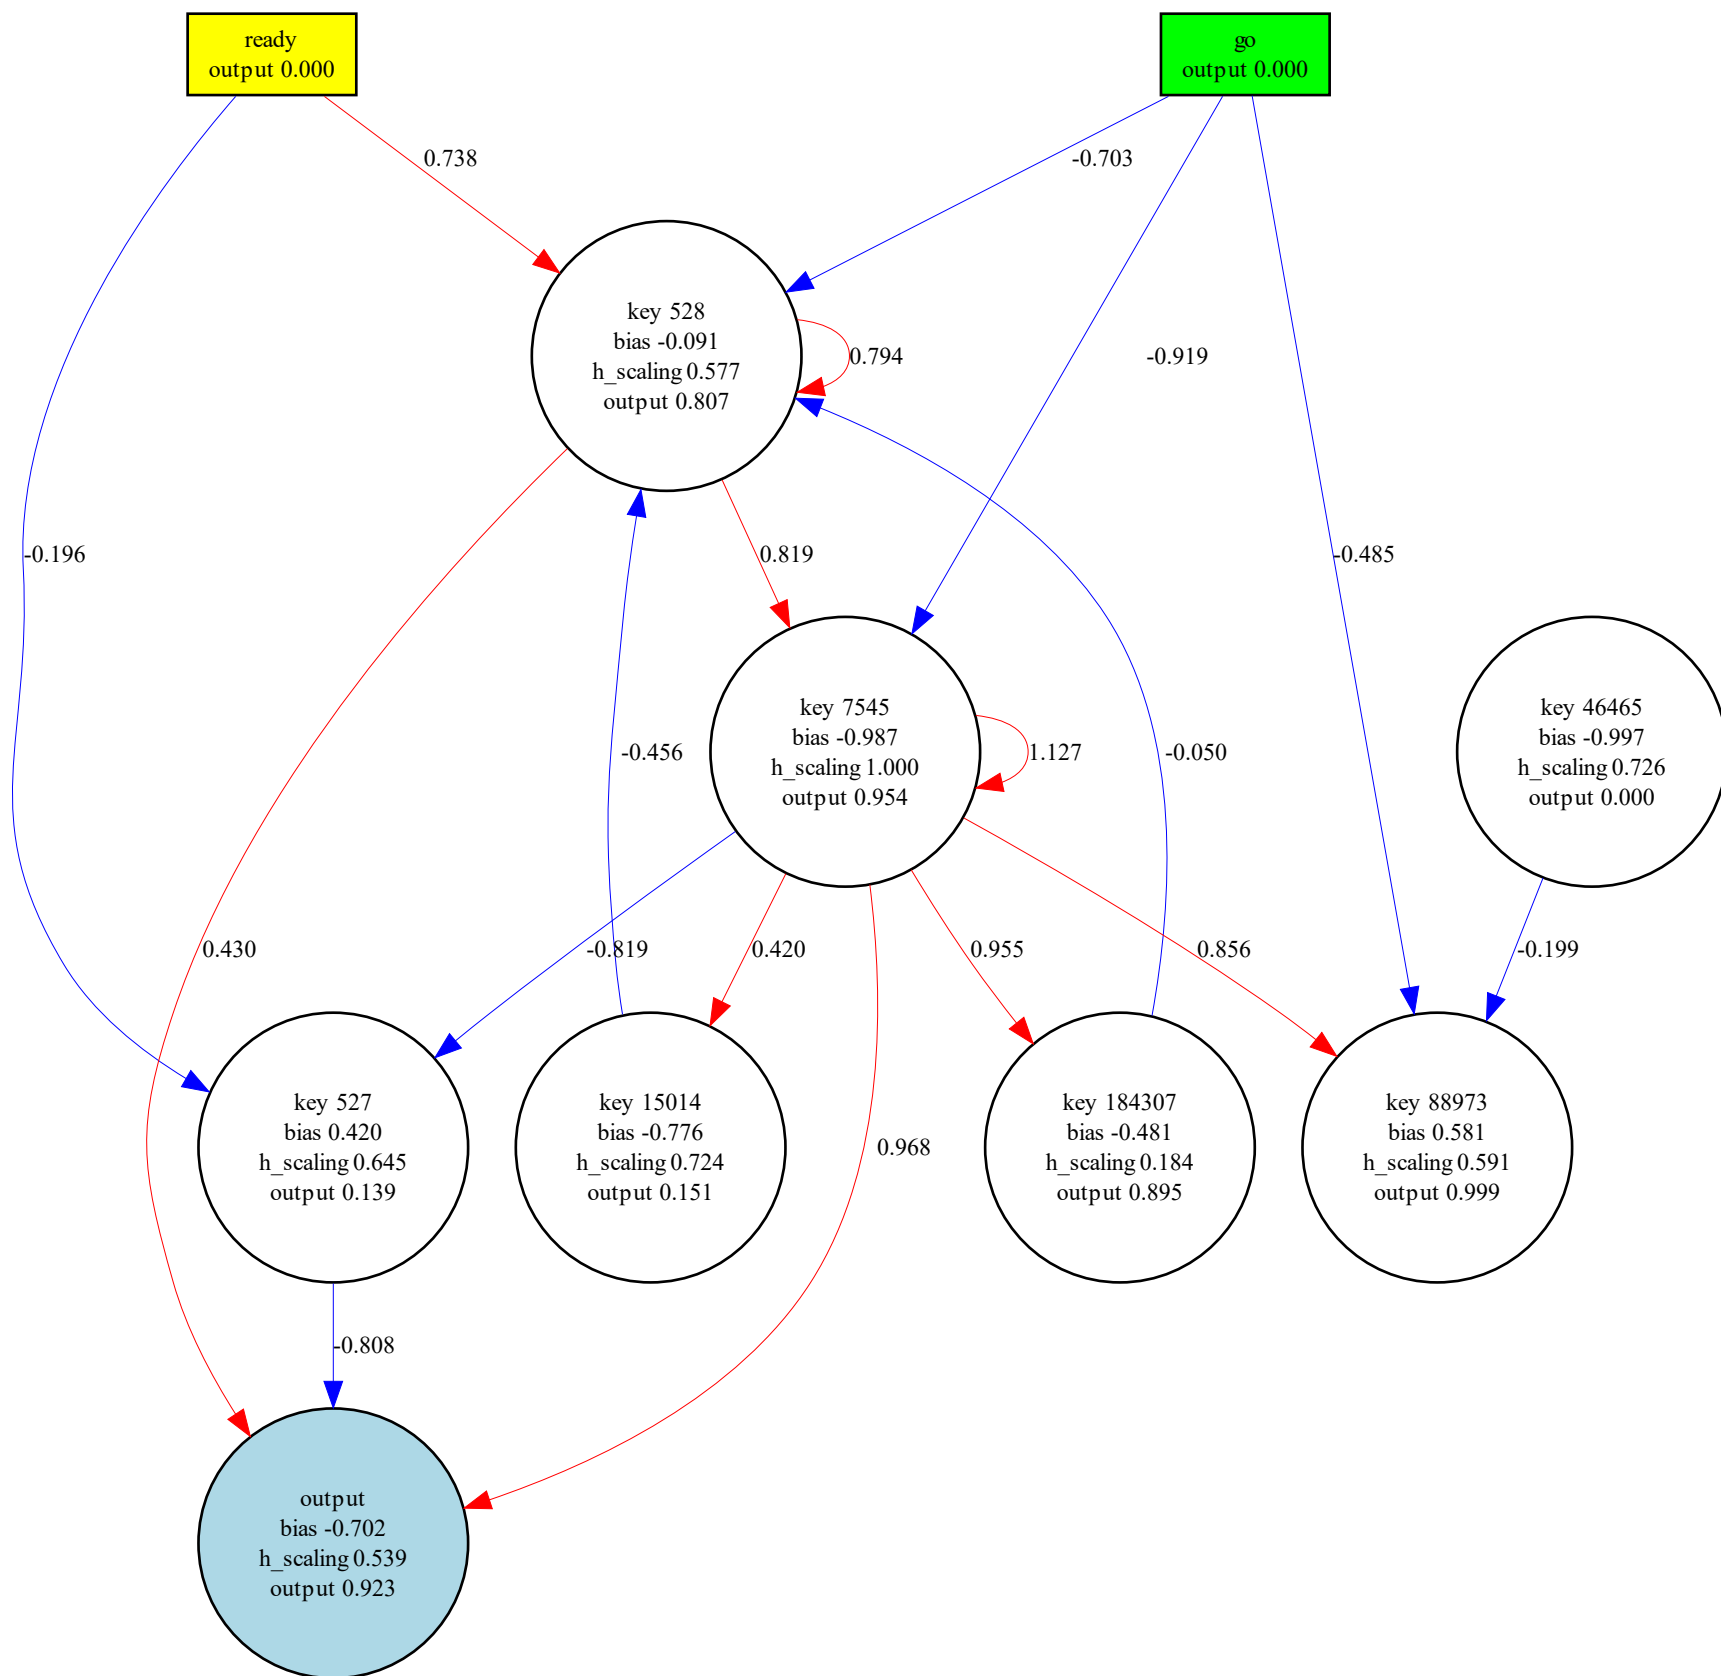 ready
output 0.000
go
output 0.000
0.738
-0.703
key 528
bias -0.091
h_scaling 0.577
output 0.807
0.794
-0.919
-0.196
0.819
-0.485
key 7545
bias -0.987
h_scaling 1.000
output 0.954
-0.456
1.127
-0.050
key 46465
bias -0.997
h_scaling 0.726
output 0.000
0.430
-0.819
0.420
0.955
0.856
-0.199
key 527
bias 0.420
h_scaling 0.645
output 0.139
key 15014
bias -0.776
h_scaling 0.724
output 0.151
0.968
key 184307
bias -0.481
h_scaling 0.184
output 0.895
key 88973
bias 0.581
h_scaling 0.591
output 0.999
-0.808
output
bias -0.702
h_scaling 0.539
output 0.923